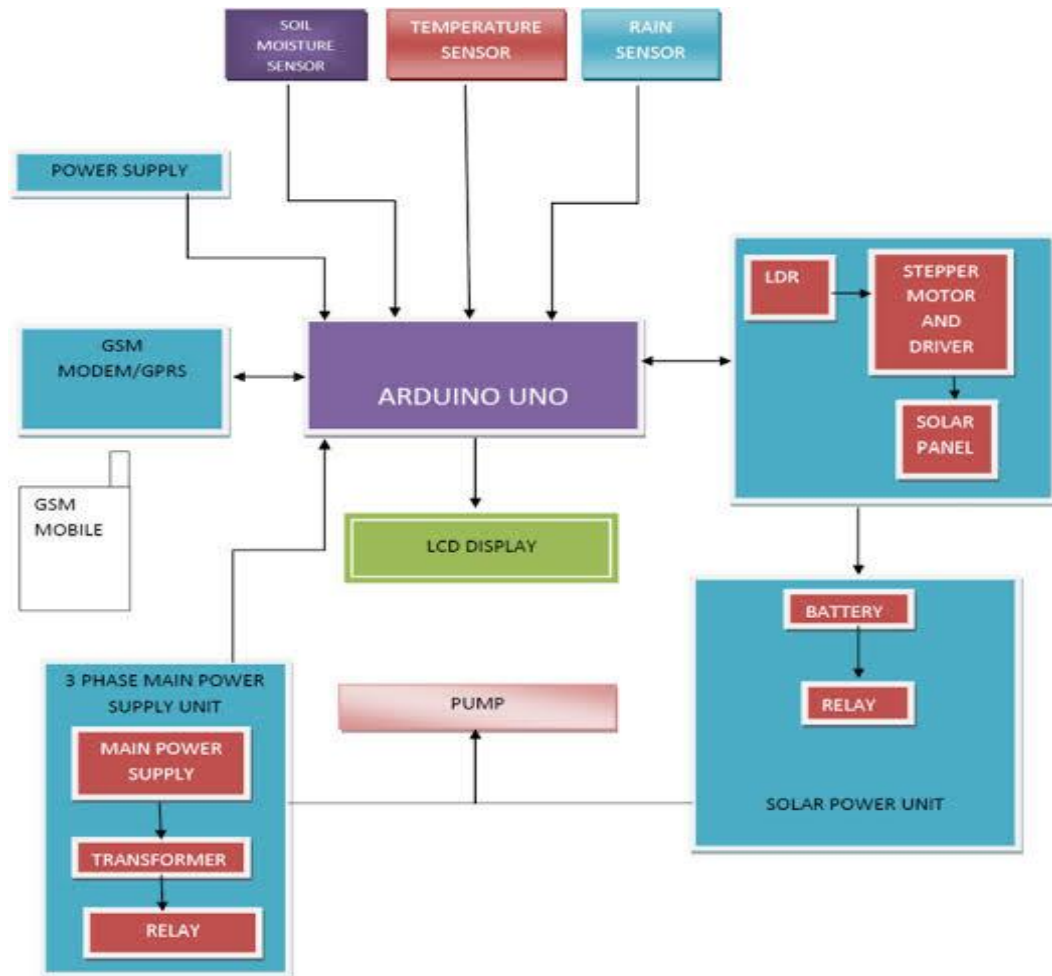 SOIL
MOISTURE
SENSOR
TEMPERATURE
SENSOR
RAIN
SENSOR
POWER SUPPLY
LDR
STEPPER
MOTOR
AND
DRIVER
GSM
MODEM/GPRS
ARDUINO UNO
SOLAR
PANEL
GSM
MOBILE
LCD DISPLAY
BATTERY
3 PHASE MAIN POWER
SUPPLY UNIT
PUMP
RELAY
MAIN POWER
SUPPLY
SOLAR POWER UNIT
TRANSFORMER
RELAY